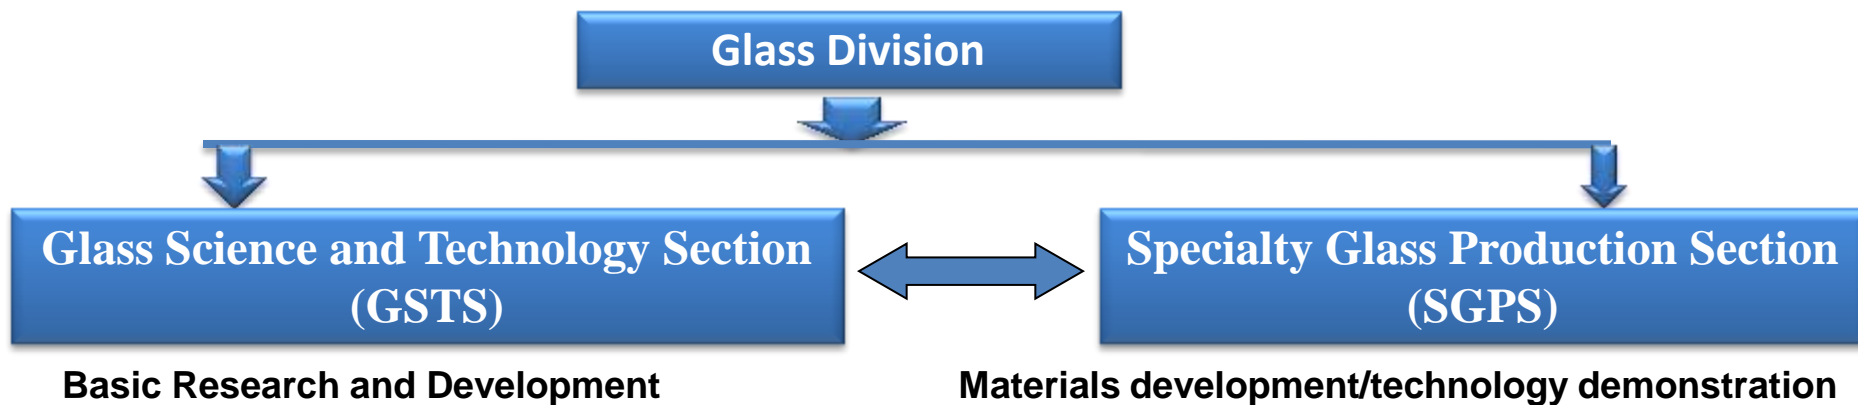 Glass Division
Glass Science and Technology Section
(GSTS)
Specialty Glass Production Section
(SGPS)
Basic Research and Development
Materials development/technology demonstration